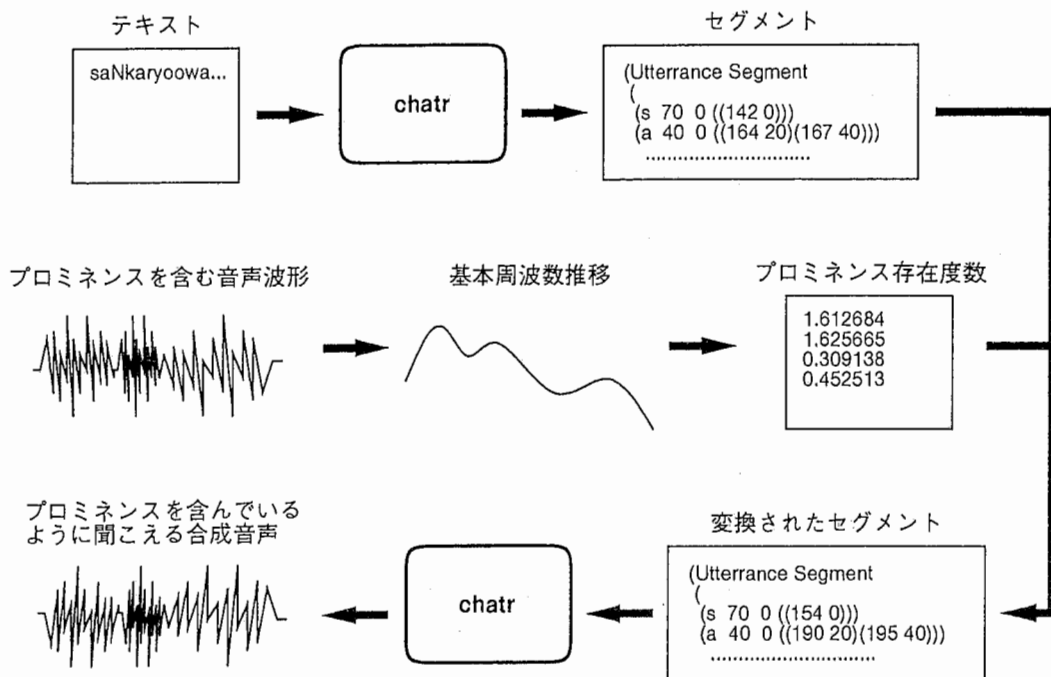 テキスト
saNkaryoowa...
chatr
セグメント
(Utterrance Segment
(
(s 70 0 ((142 0)))
(a 40 0 ((164 20)(167 40)))
..............................
プロミネンスを含む音声波形
基本周波数推移
プロミネンス存在度数
1.612684
1.625665
0.309138
0.452513
プロミネンスを含んでいる
ように聞こえる合成音声
chatr
変換されたセグメント
(Utterrance Segment
(
(s 70 0 ((154 0)))
(a 40 0 ((190 20)(195 40)))
..............................